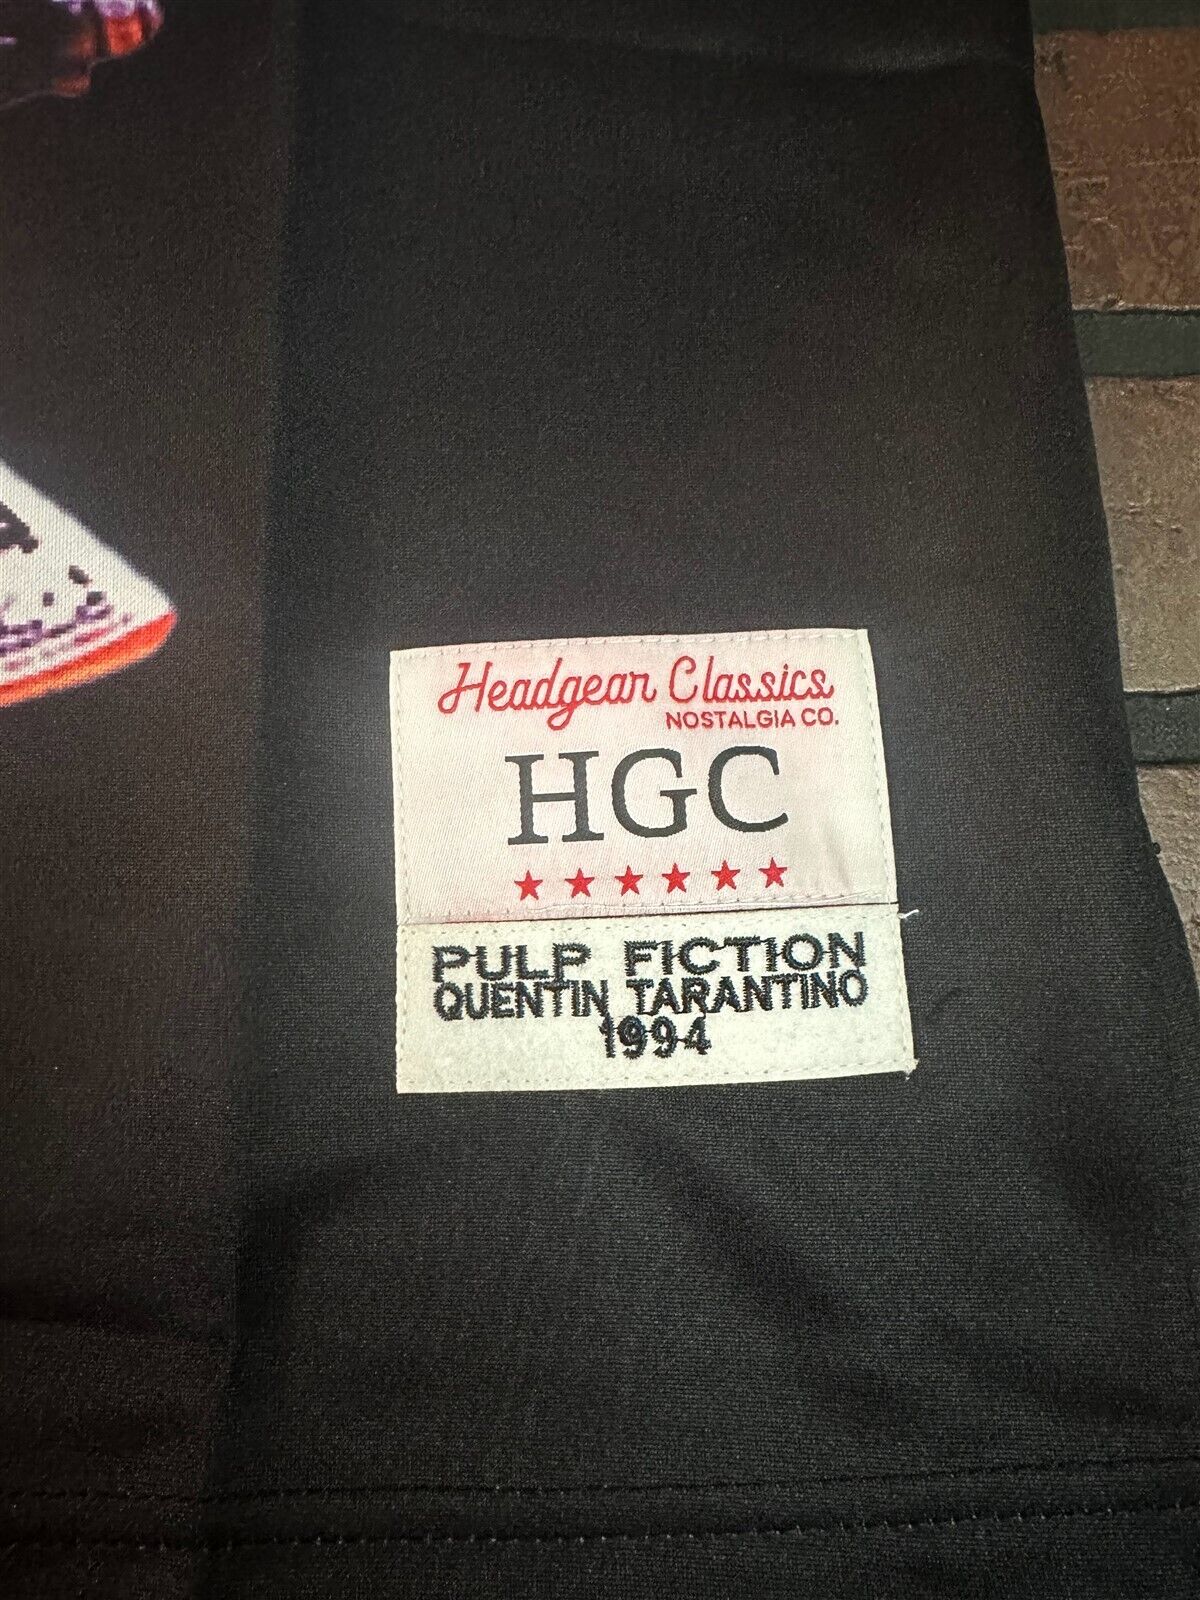 Headgear Classics
NOSTALGIA CO.
HGC
PULP FICTION
QUENTIN TARANTINO
1994